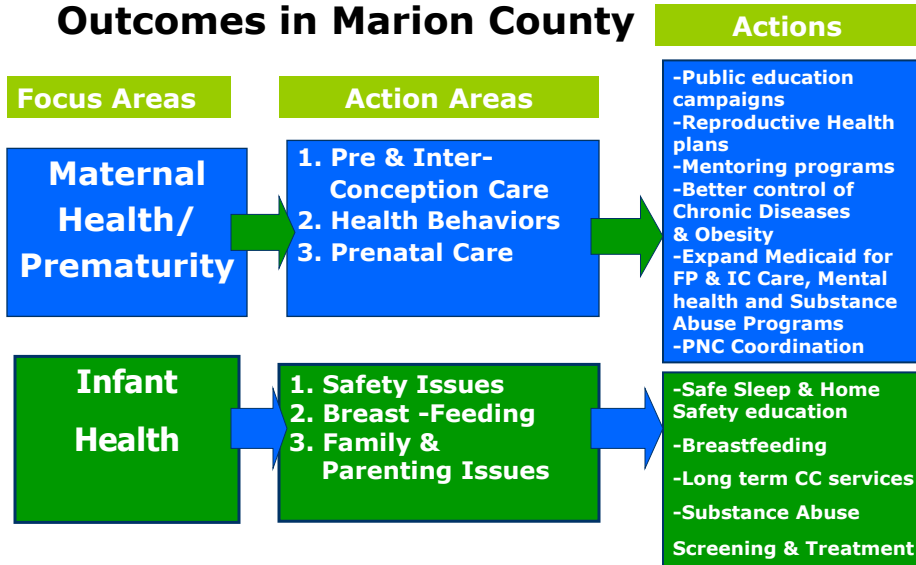 Outcomes in Marion County
Actions
Focus Areas
Action Areas
Maternal
Health/
Prematurity
1. Pre & Inter-
Conception Care
2. Health Behaviors
3. Prenatal Care
-Public education
campaigns
-Reproductive Health
plans
-Mentoring programs
-Better control of
Chronic Diseases
& Obesity
-Expand Medicaid for
FP & IC Care, Mental
health and Substance
Abuse Programs
-PNC Coordination
Infant
Health
1. Safety Issues
2. Breast -Feeding
3. Family &
Parenting Issues
-Safe Sleep & Home
Safety education
-Breastfeeding
-Long term CC services
-Substance Abuse
Screening & Treatment